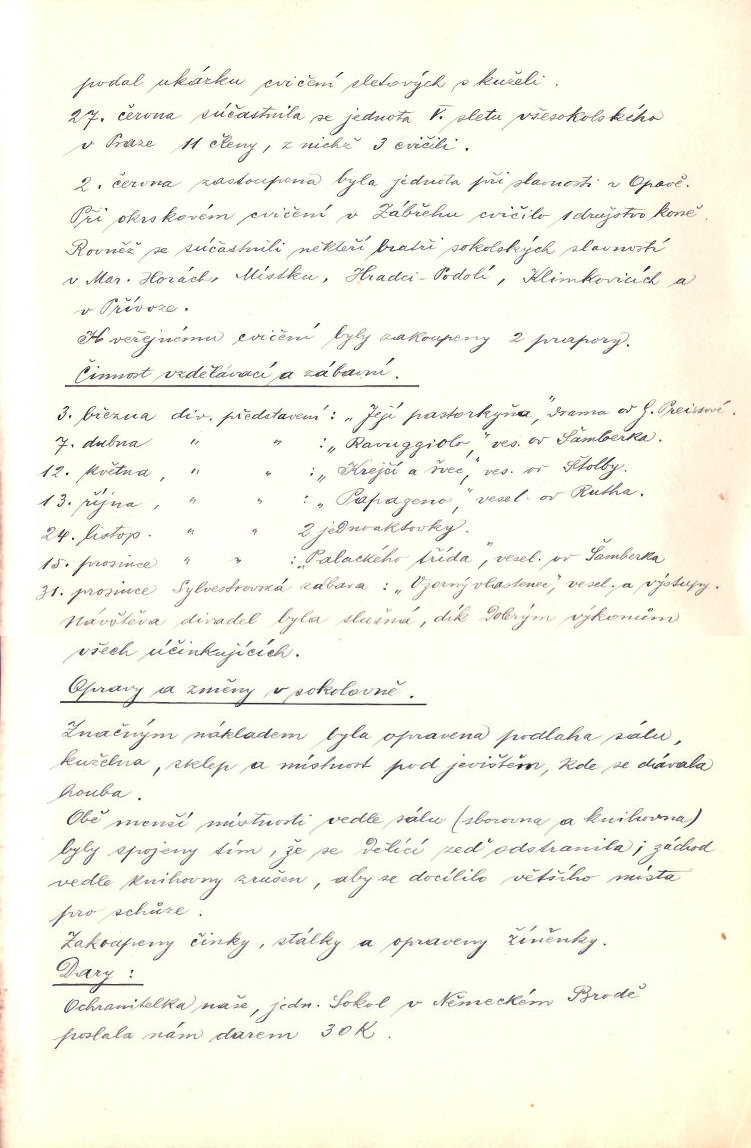 podal ukázku cvičení sletových s kuželi.
27. června súčastnila se jednota V. sletu všesokolského
v Praze 11 členy, z nichž 3 cvičili.
2. června zastoupena byla jednota při slavnosti v Opavě.
Při okrskovém cvičení v Zábřehu cvičilo 1 družstvo koně.
Rovněž se súčastnili někteří bratři sokolských slavností
v Mar. Horách, Místku, Hradci-Podolí, Klimkovicích a
v Přívoze.
K veřejnému cvičení byly zakoupeny 2 prapory.
Činnost vzdělávací a zábavní.
3. března div. představení: „Její pastorkyňa", drama od G. Preissové.
7. dubna " " : „Ravuggiolo", ves. od Šamberka.
12. května, " " : „Krejčí a švec", ves. od Štolby.
13. října, " " : „Papageno", vesel. od Rutha.
24. listop. " " 2 jednoaktovky.
15. prosince " " : „Palackého třída", vesel. od Šamberka
31. prosince Sylvestrovská zábava : „Vzorný vlastenec", vesel. a výstupy.
Návštěva divadel byla slušná, dík dobrým výkonům
všech účinkujících.
Opravy a změny v sokolovně.
Značným nákladem byla opravena podlaha sálu,
kuželna, sklep a místnost pod jevištěm, kde se dávala
houba.
Obě menší místnosti vedle sálu (sborovna a knihovna)
byly spojeny tím, že se dělící zeď odstranila; záchod
vedle knihovny zrušen, aby se docílilo většího místa
pro schůze.
Zakoupeny činky, stálky a opraveny žíněnky.
Dary :
Ochranitelka naše, jedn. Sokol v Německém Brodě
poslala nám darem 30 K.